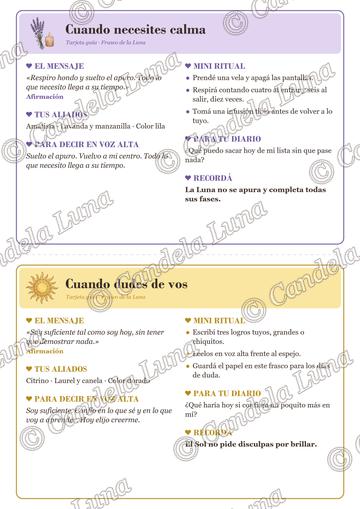 Cuando necesites calma
Tarjeta guía · Frasco de la Luna
♥ EL MENSAJE
«Respiro hondo y suelto el apuro. Todo lo
que necesito llega a su tiempo.»
Afirmación
♥ TUS ALIADOS
Amatista · Lavanda y manzanilla · Color lila
♥ PARA DECIR EN VOZ ALTA
Suelto el apuro. Vuelvo a mi centro. Todo lo
que necesito llega a su tiempo.
♥ MINI RITUAL
Prendé una vela y apagá las pantallas.
Respirá contando cuatro al entrar y seis al
salir, diez veces.
Tomá una infusión tibia antes de volver a lo
tuyo.
♥ PARA TU DIARIO
¿Qué puedo sacar hoy de mi lista sin que pase
nada?
♥ RECORDÁ
La Luna no se apura y completa todas
sus fases.
Cuando dudes de vos
Tarjeta guía · Frasco de la Luna
♥ EL MENSAJE
«Soy suficiente tal como soy hoy, sin tener
que demostrar nada.»
Afirmación
♥ TUS ALIADOS
Citrino · Laurel y canela · Color dorado
♥ PARA DECIR EN VOZ ALTA
Soy suficiente. Confío en lo que sé y en lo que
voy a aprender. Hoy elijo creerme.
♥ MINI RITUAL
Escribí tres logros tuyos, grandes o
chiquitos.
Leelos en voz alta frente al espejo.
Guardá el papel en este frasco para los días
de duda.
♥ PARA TU DIARIO
¿Qué haría hoy si confiara un poquito más en
mí?
♥ RECORDÁ
El Sol no pide disculpas por brillar.
© Candela Luna